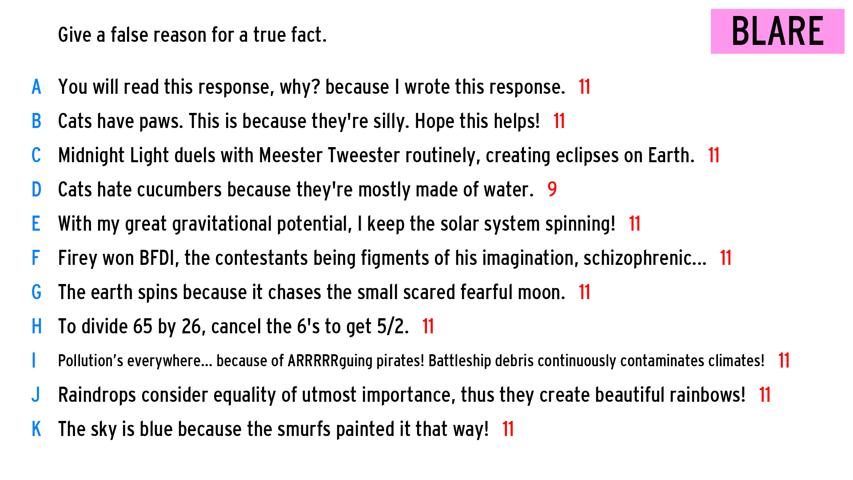 Give a false reason for a true fact.
BLARE
A You will read this response, why? because I wrote this response. 11
B Cats have paws. This is because they're silly. Hope this helps! 11
C Midnight Light duels with Meester Tweester routinely, creating eclipses on Earth. 11
D Cats hate cucumbers because they're mostly made of water. 9
E With my great gravitational potential, I keep the solar system spinning! 11
F Firey won BFDI, the contestants being figments of his imagination, schizophrenic... 11
G The earth spins because it chases the small scared fearful moon. 11
H To divide 65 by 26, cancel the 6's to get 5/2. 11
I Pollution's everywhere... because of ARRRRRguing pirates! Battleship debris continuously contaminates climates! 11
J Raindrops consider equality of utmost importance, thus they create beautiful rainbows! 11
K The sky is blue because the smurfs painted it that way! 11